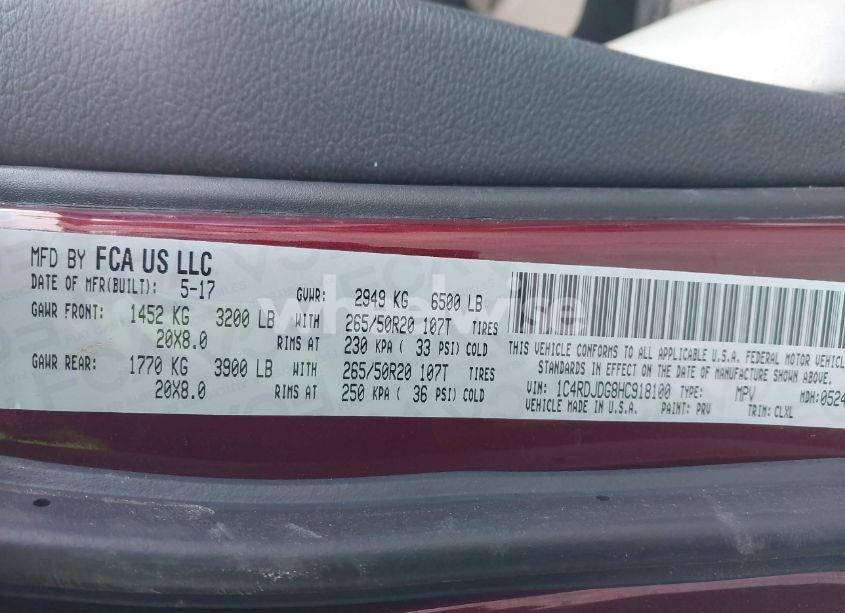 MFD BY FCA US LLC
DATE OF MFR(BUILT): 5-17 GVWR: 2949 KG 6500 LB
GAWR FRONT: 1452 KG 3200 LB WITH 265/50R20 107T TIRES
20X8.0 RIMS AT 230 KPA ( 33 PSI) COLD
GAWR REAR: 1770 KG 3900 LB WITH 265/50R20 107T TIRES
20X8.0 RIMS AT 250 KPA ( 36 PSI) COLD
THIS VEHICLE CONFORMS TO ALL APPLICABLE U.S.A. FEDERAL MOTOR VEHICL
STANDARDS IN EFFECT ON THE DATE OF MANUFACTURE SHOWN ABOVE.
VIN: 1C4RDJDG8HC918100 TYPE: MPV MDH:0524
VEHICLE MADE IN U.S.A. PAINT: PRV TRIM: CLXL